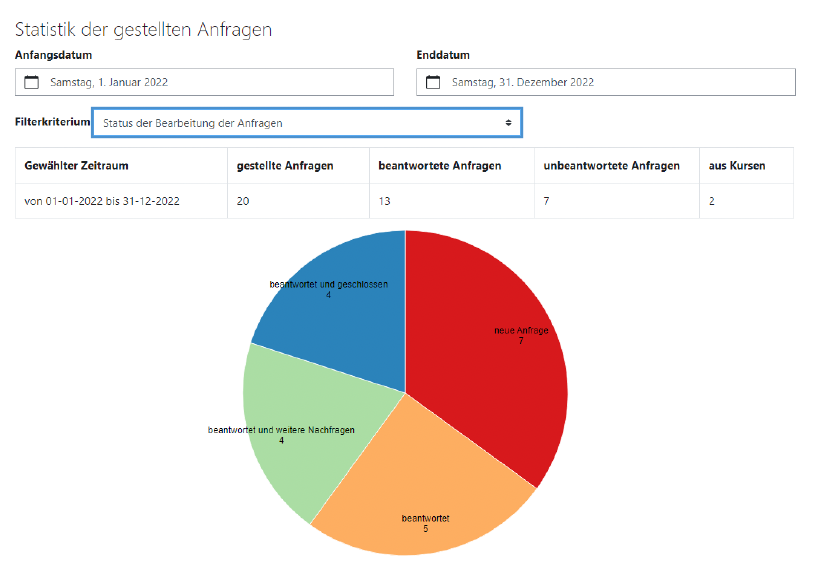 Statistik der gestellten Anfragen
Anfangsdatum Enddatum
Samstag, 1. Januar 2022 Samstag, 31. Dezember 2022
Filterkriterium Status der Bearbeitung der Anfragen
Gewählter Zeitraum gestellte Anfragen beantwortete Anfragen unbeantwortete Anfragen aus Kursen
von 01-01-2022 bis 31-12-2022 20 13 7 2
beantwortet und geschlossen
4
neue Anfrage
7
beantwortet und weitere Nachfragen
4
beantwortet
5